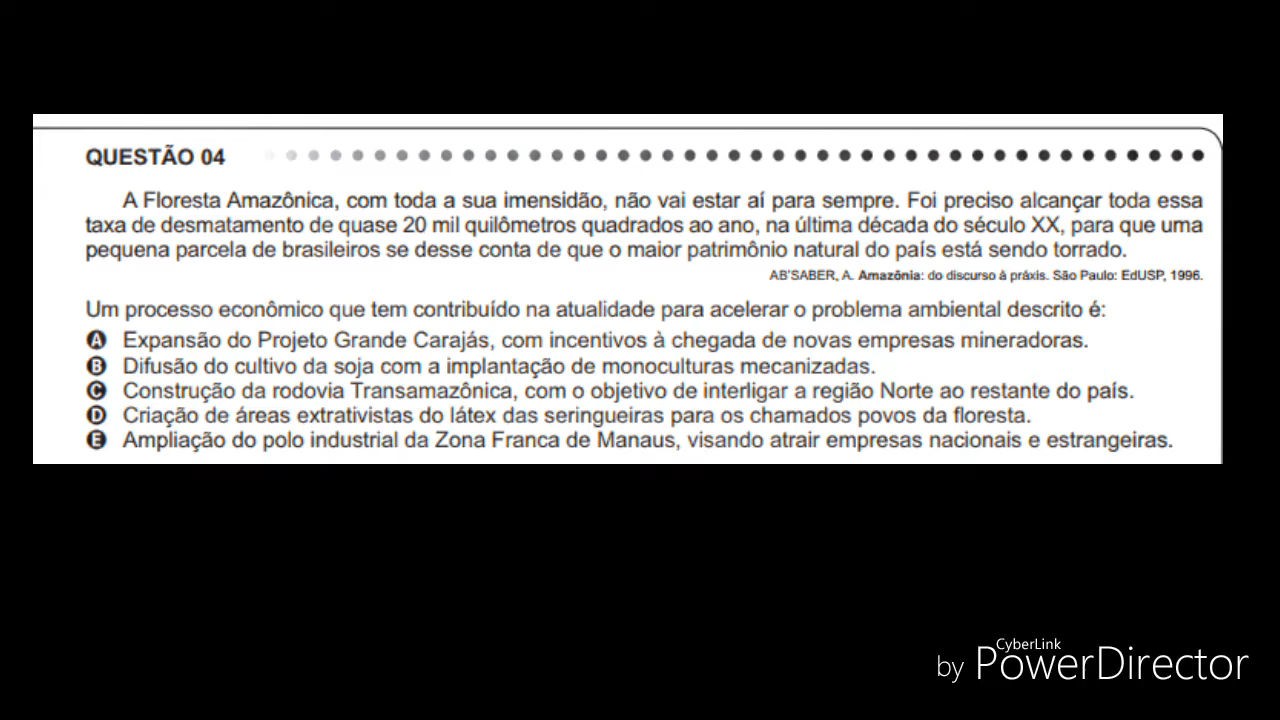 QUESTÃO 04
A Floresta Amazônica, com toda a sua imensidão, não vai estar aí para sempre. Foi preciso alcançar toda essa
taxa de desmatamento de quase 20 mil quilômetros quadrados ao ano, na última década do século XX, para que uma
pequena parcela de brasileiros se desse conta de que o maior patrimônio natural do país está sendo torrado.
AB'SABER, A. Amazônia: do discurso à práxis. São Paulo: EdUSP, 1996.
Um processo econômico que tem contribuído na atualidade para acelerar o problema ambiental descrito é:
A Expansão do Projeto Grande Carajás, com incentivos à chegada de novas empresas mineradoras.
B Difusão do cultivo da soja com a implantação de monoculturas mecanizadas.
C Construção da rodovia Transamazônica, com o objetivo de interligar a região Norte ao restante do país.
D Criação de áreas extrativistas do látex das seringueiras para os chamados povos da floresta.
E Ampliação do polo industrial da Zona Franca de Manaus, visando atrair empresas nacionais e estrangeiras.
CyberLink
by PowerDirector